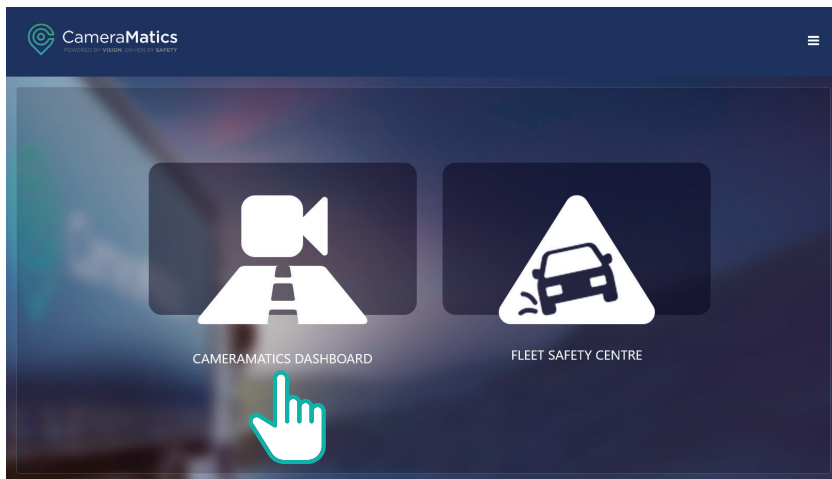 CameraMatics
POWERED BY VISION. DRIVEN BY SAFETY
CAMERAMATICS DASHBOARD
FLEET SAFETY CENTRE